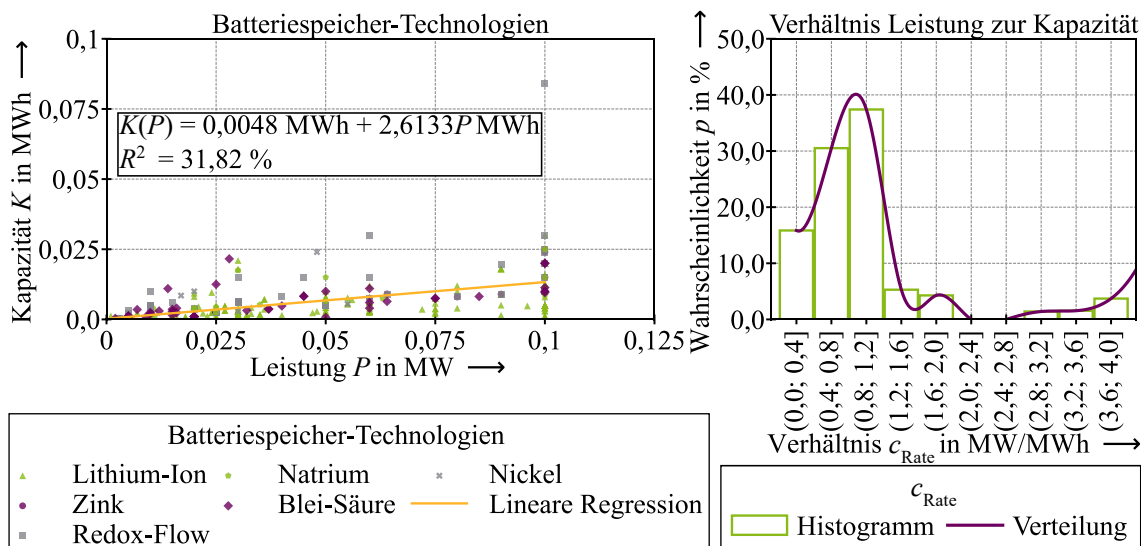 Batteriespeicher-Technologien
Kapazität K in MWh
0,1
0,075
0,05
0,025
0,0
K(P) = 0,0048 MWh + 2,6133P MWh
R² = 31,82 %
0,0 0,025 0,05 0,075 0,1 0,125
Leistung P in MW
Verhältnis Leistung zur Kapazität
Wahrscheinlichkeit p in %
50,0
40,0
30,0
20,0
10,0
0,0
(0,0; 0,4]
(0,4; 0,8]
(0,8; 1,2]
(1,2; 1,6]
(1,6; 2,0]
(2,0; 2,4]
(2,4; 2,8]
(2,8; 3,2]
(3,2; 3,6]
(3,6; 4,0]
Verhältnis c_Rate in MW/MWh
Batteriespeicher-Technologien
Lithium-Ion Natrium Nickel
Zink Blei-Säure Lineare Regression
Redox-Flow
c_Rate
Histogramm Verteilung